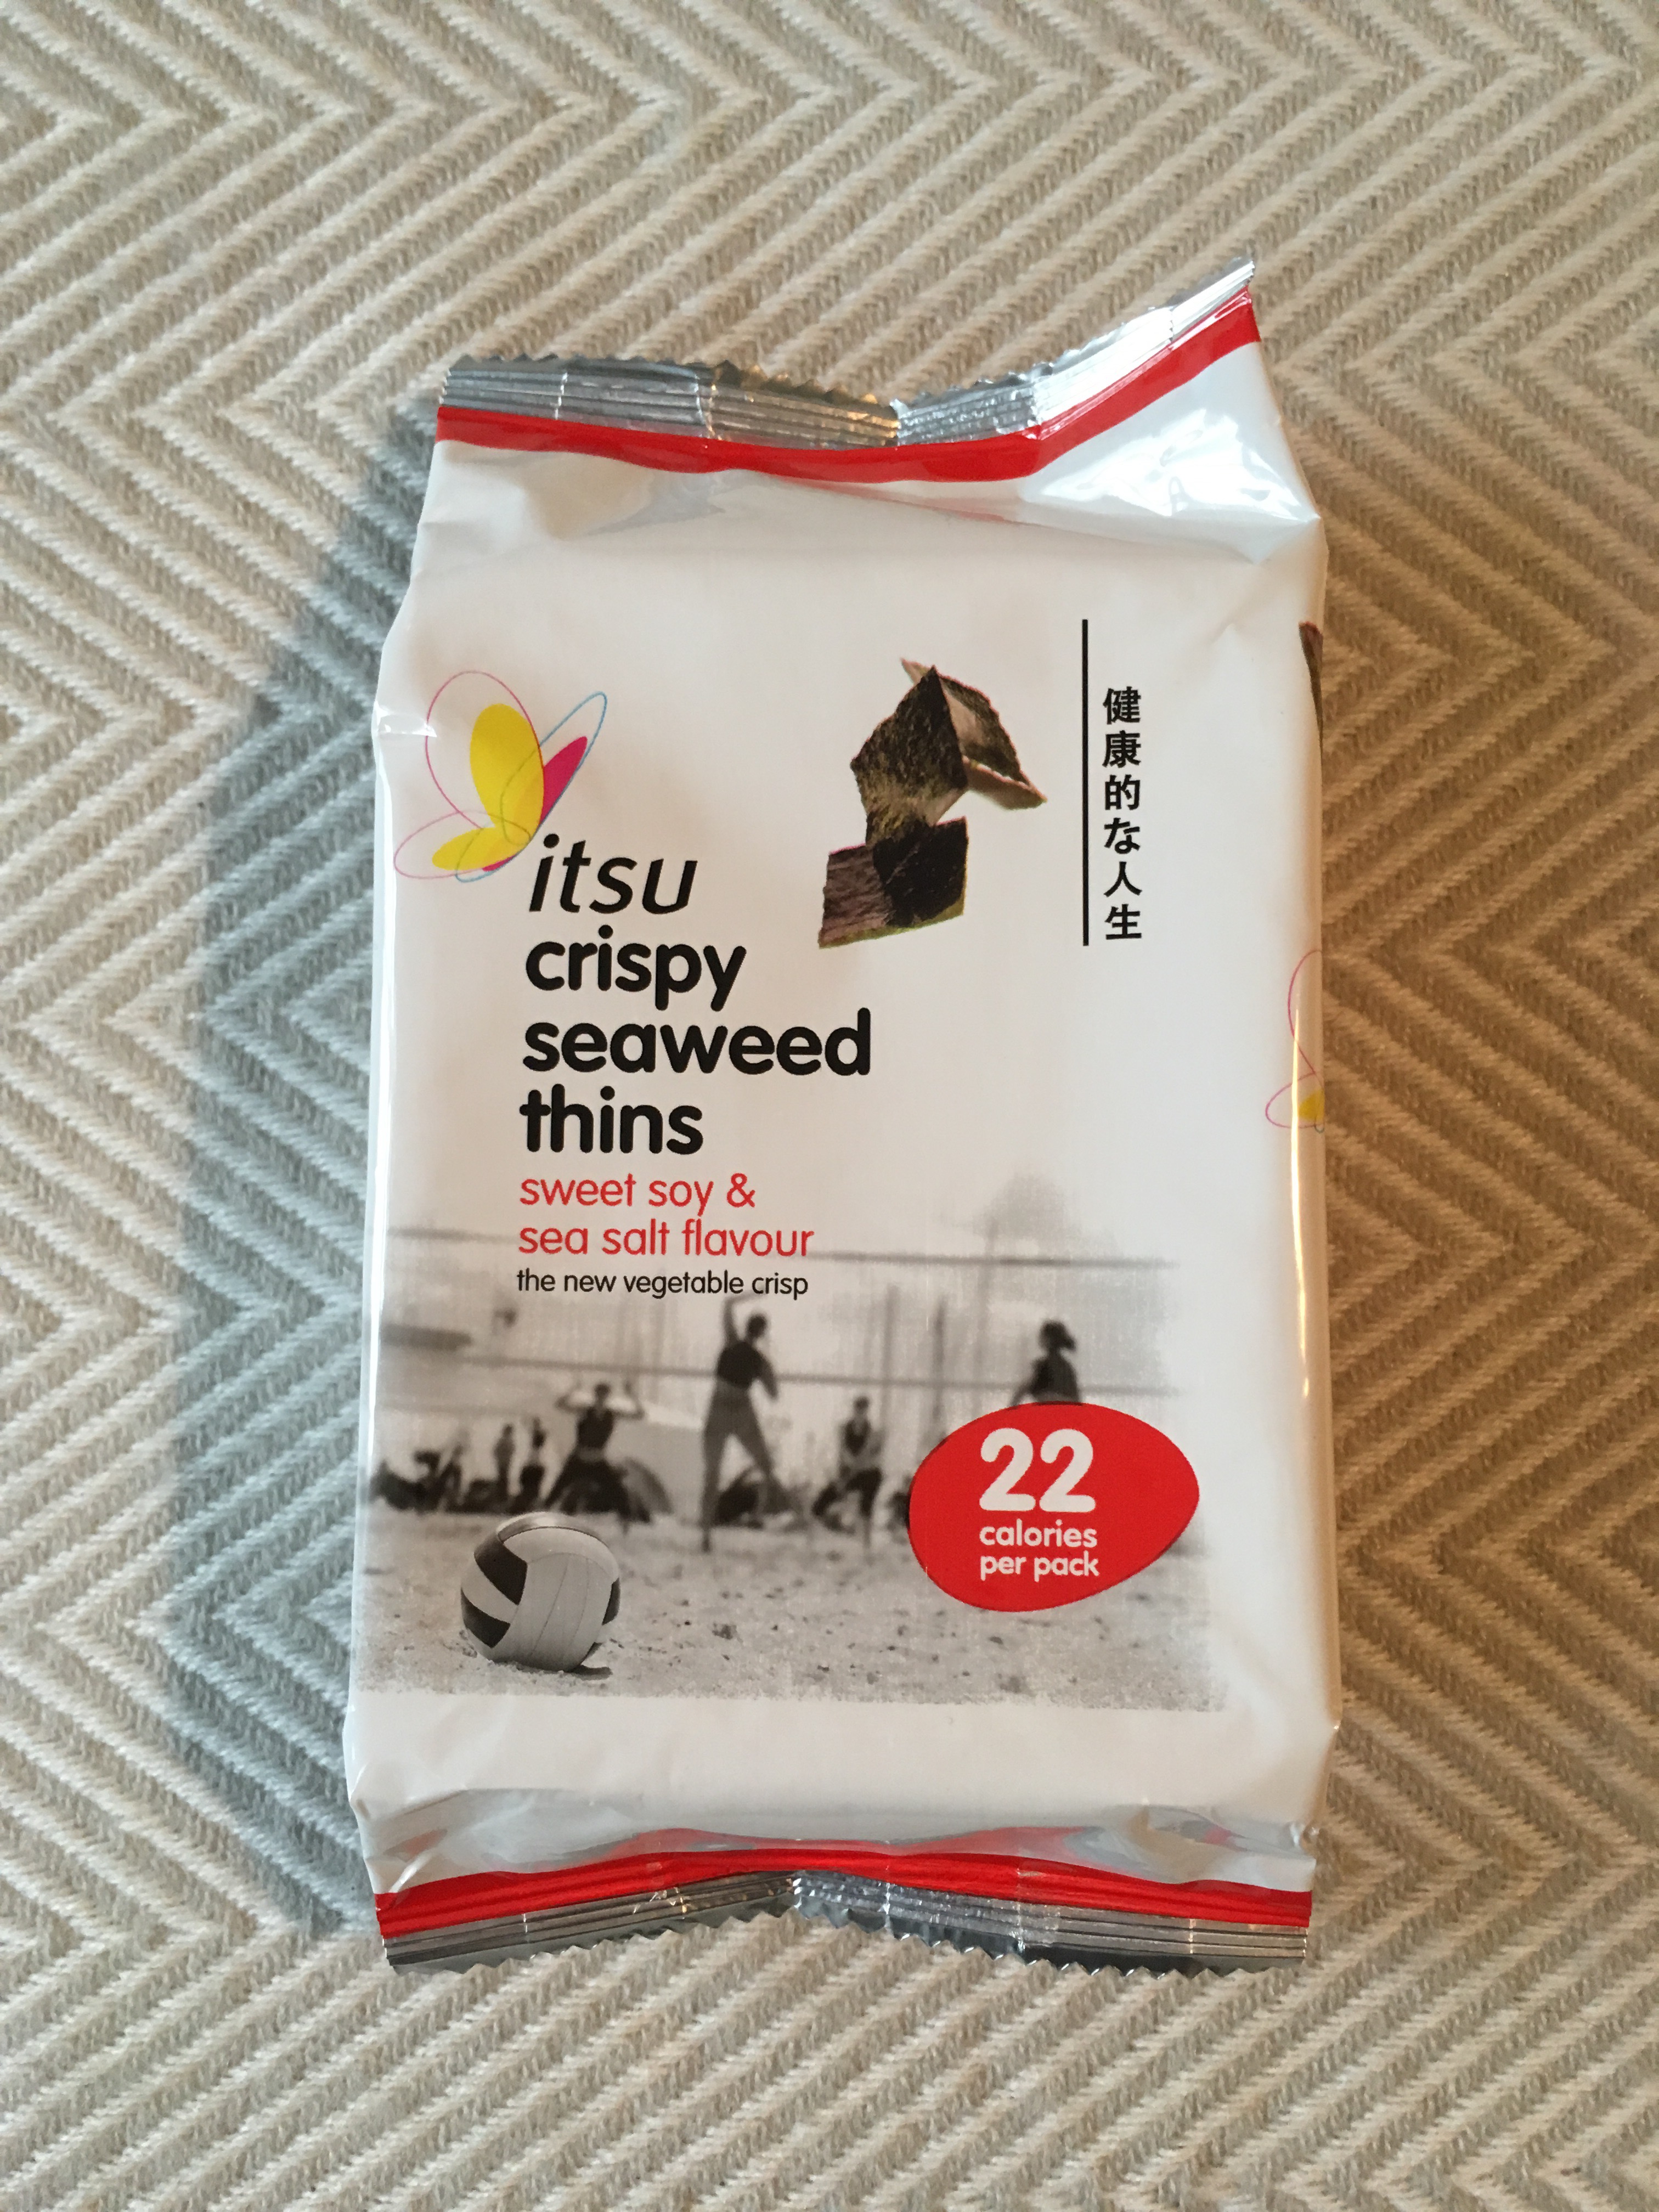 itsu
crispy
seaweed
thins
sweet soy &
sea salt flavour
the new vegetable crisp
健康的な人生
22
calories
per pack